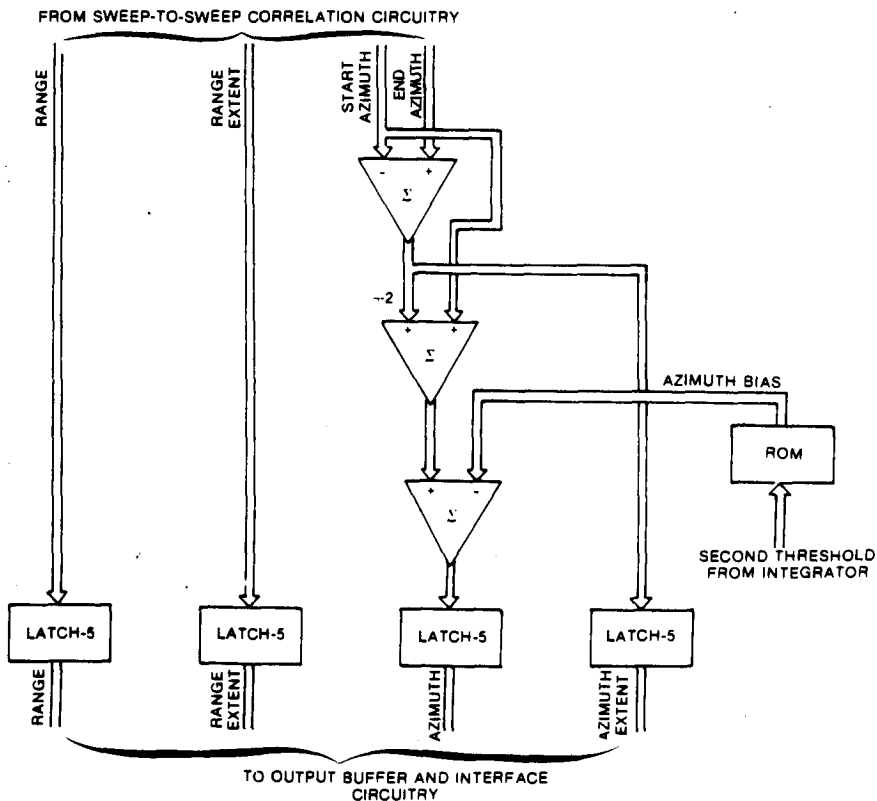 FROM SWEEP-TO-SWEEP CORRELATION CIRCUITRY
RANGE
RANGE
EXTENT
START
AZIMUTH
END
AZIMUTH
- +
Σ
÷2
+ +
Σ
AZIMUTH BIAS
ROM
+ -
Σ
SECOND THRESHOLD
FROM INTEGRATOR
LATCH-5
LATCH-5
LATCH-5
LATCH-5
RANGE
RANGE
EXTENT
AZIMUTH
AZIMUTH
EXTENT
TO OUTPUT BUFFER AND INTERFACE
CIRCUITRY